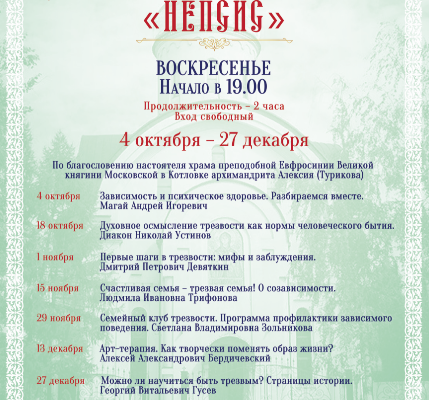 «НЕПСИС»
ВОСКРЕСЕНЬЕ
Начало в 19.00
Продолжительность – 2 часа
Вход свободный
4 октября – 27 декабря
По благословению настоятеля храма преподобной Евфросинии Великой
княгини Московской в Котловке архимандрита Алексия (Турикова)
4 октября Зависимость и психическое здоровье. Разбираемся вместе.
Магай Андрей Игоревич
18 октября Духовное осмысление трезвости как нормы человеческого бытия.
Диакон Николай Устинов
1 ноября Первые шаги в трезвости: мифы и заблуждения.
Дмитрий Петрович Девяткин
15 ноября Счастливая семья – трезвая семья! О созависимости.
Людмила Ивановна Трифонова
29 ноября Семейный клуб трезвости. Программа профилактики зависимого
поведения. Светлана Владимировна Зольникова
13 декабря Арт-терапия. Как творчески поменять образ жизни?
Алексей Александрович Бердичевский
27 декабря Можно ли научиться быть трезвым? Страницы истории.
Георгий Витальевич Гусев